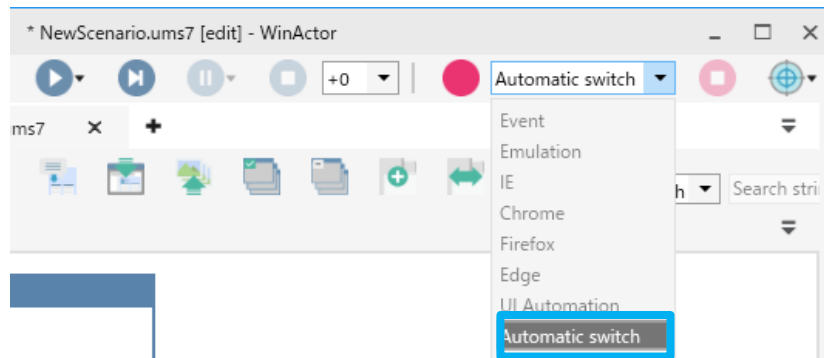 * NewScenario.ums7 [edit] - WinActor
+0
Automatic switch
ms7
Event
Emulation
IE
Chrome
Firefox
Edge
UI Automation
Automatic switch
h
Search stri